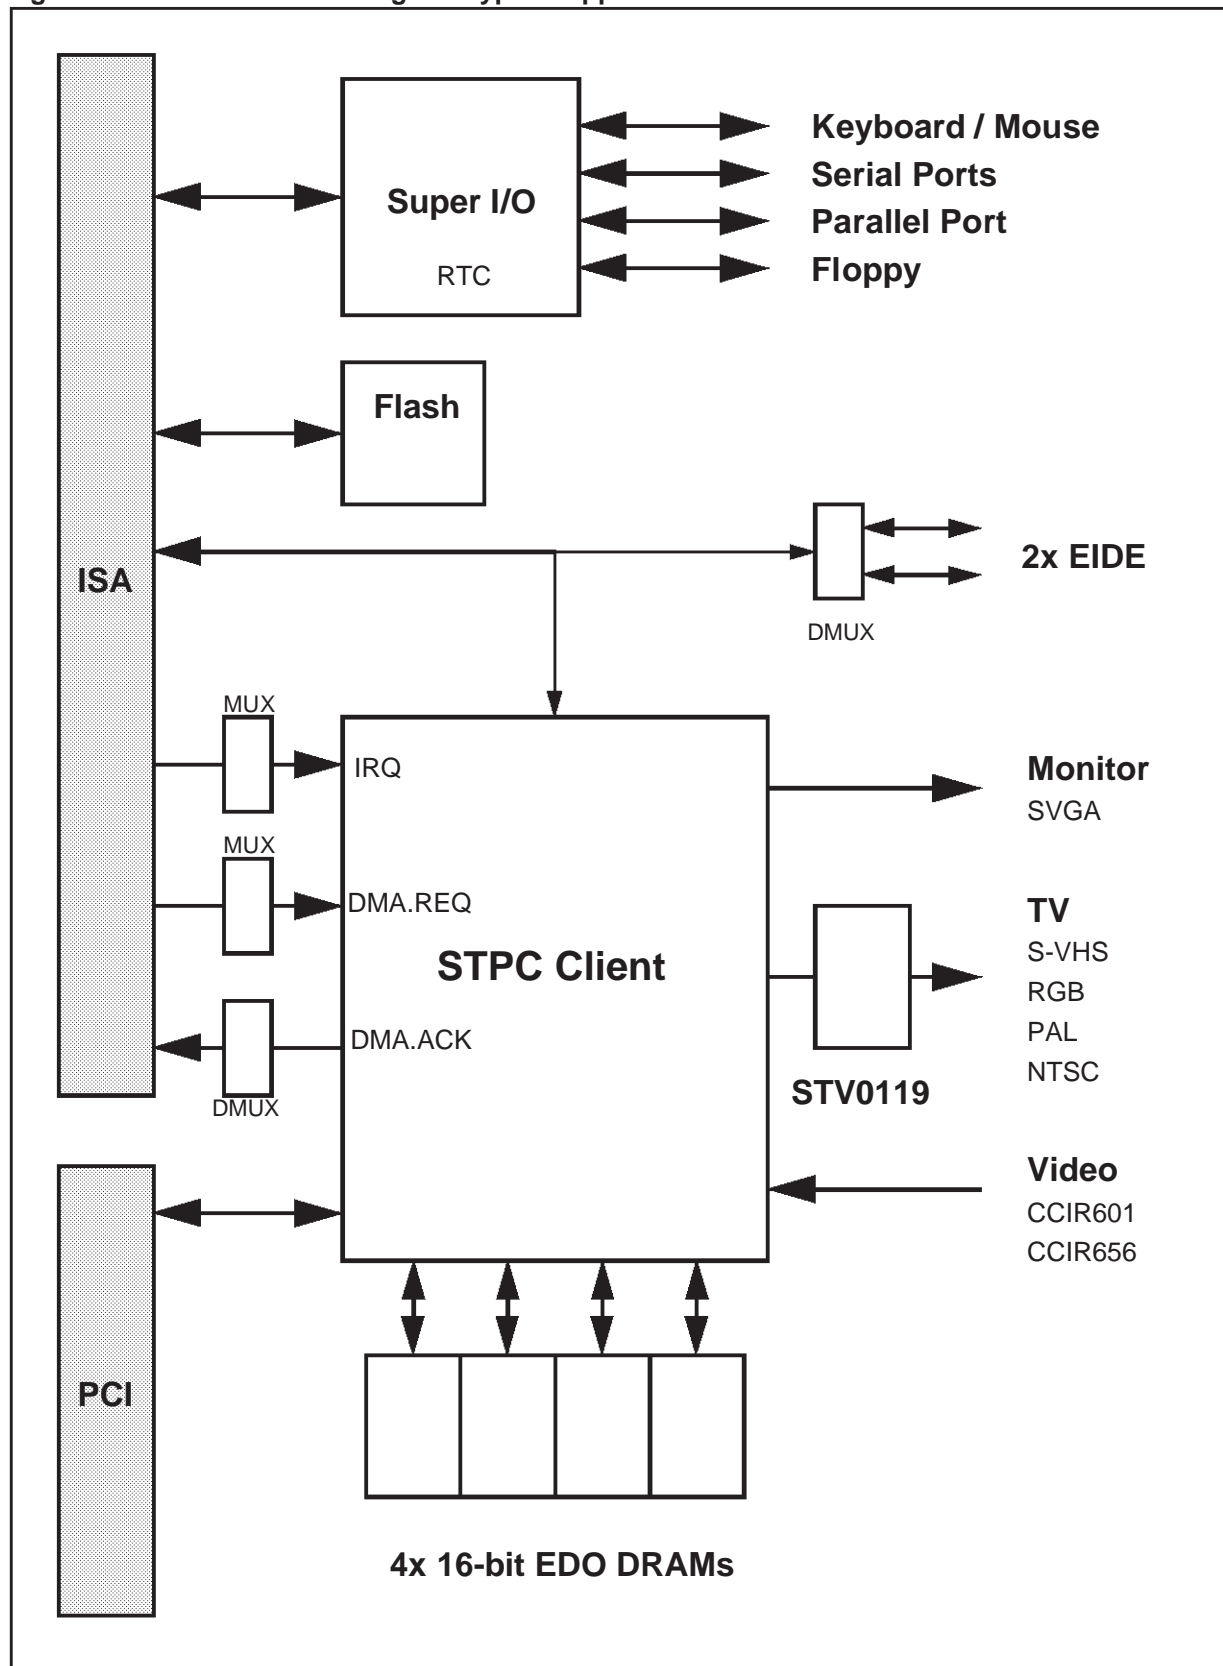 Keyboard / Mouse
Serial Ports
Super I/O
Parallel Port
RTC
Floppy
Flash
ISA
2x EIDE
DMUX
MUX
IRQ
Monitor
SVGA
MUX
DMA.REQ
TV
STPC Client
S-VHS
RGB
DMA.ACK
PAL
NTSC
STV0119
DMUX
Video
CCIR601
CCIR656
PCI
4x 16-bit EDO DRAMs